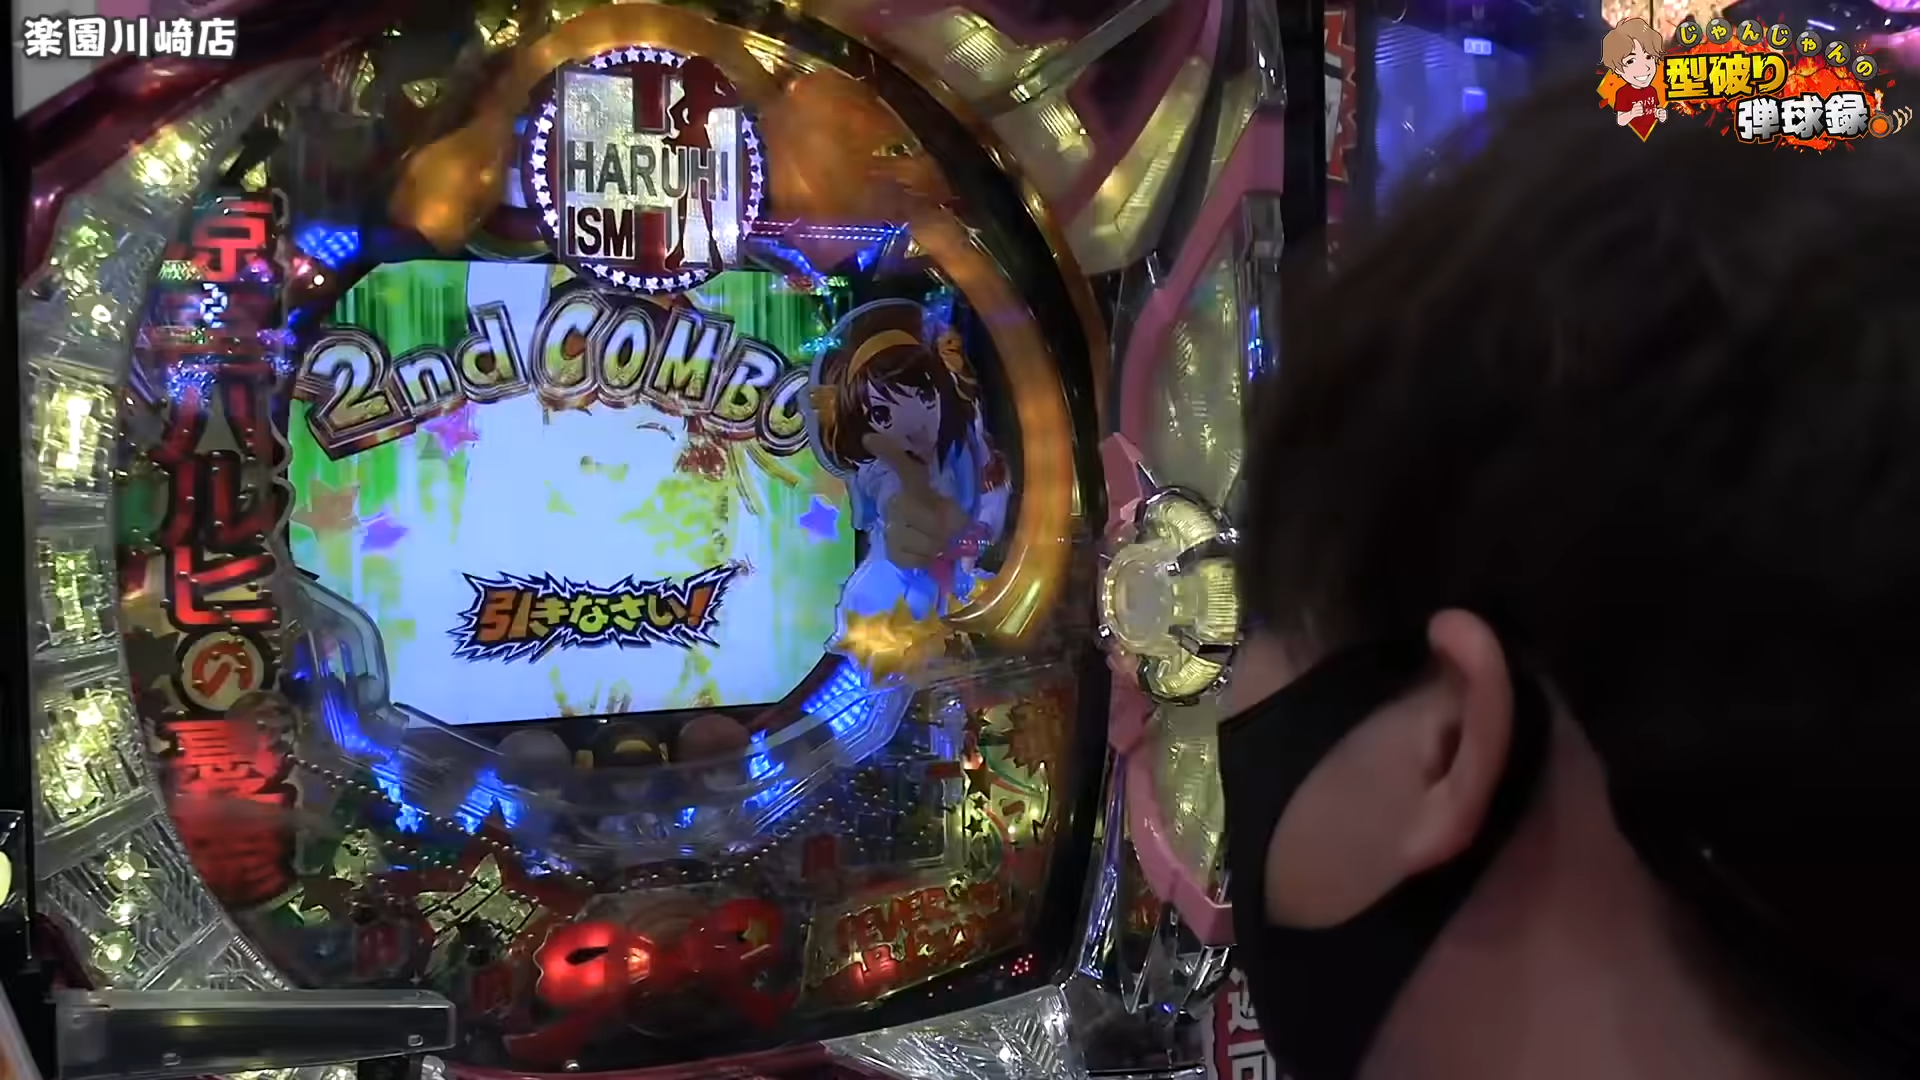 楽園川崎店
じゃんじゃんの
型破り
弾球録
HARUHI
ISM
涼宮ハルヒの憂鬱
2nd COMBO
引きなさい!